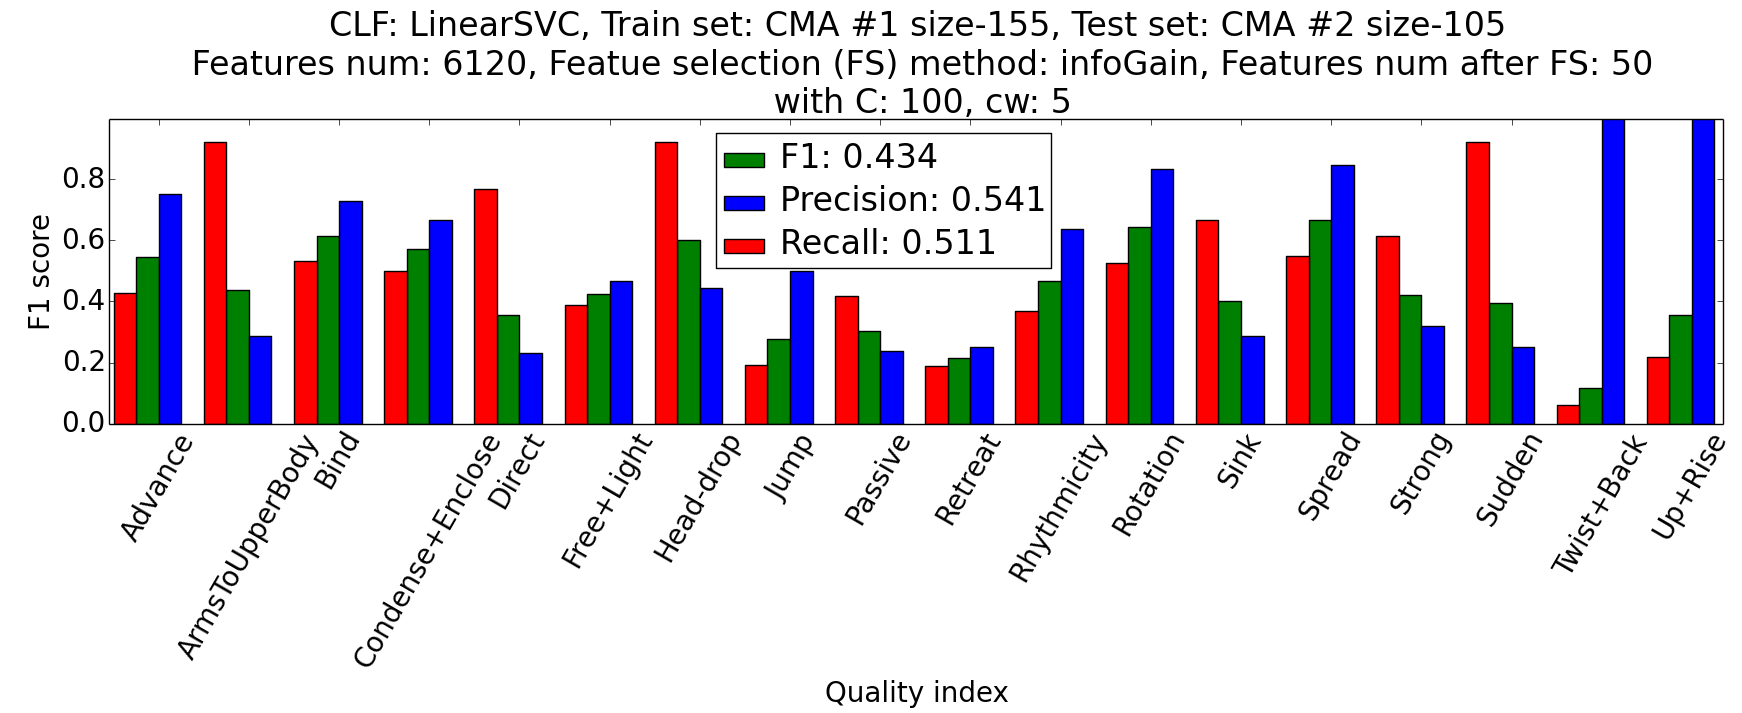 CLF: LinearSVC, Train set: CMA #1 size-155, Test set: CMA #2 size-105
Features num: 6120, Featue selection (FS) method: infoGain, Features num after FS: 50
with C: 100, cw: 5
F1: 0.434
Precision: 0.541
Recall: 0.511
F1 score
0.8
0.6
0.4
0.2
0.0
Advance
ArmsToUpperBody
Bind
Condense+Enclose
Direct
Free+Light
Head-drop
Jump
Passive
Retreat
Rhythmicity
Rotation
Sink
Spread
Strong
Sudden
Twist+Back
Up+Rise
Quality index